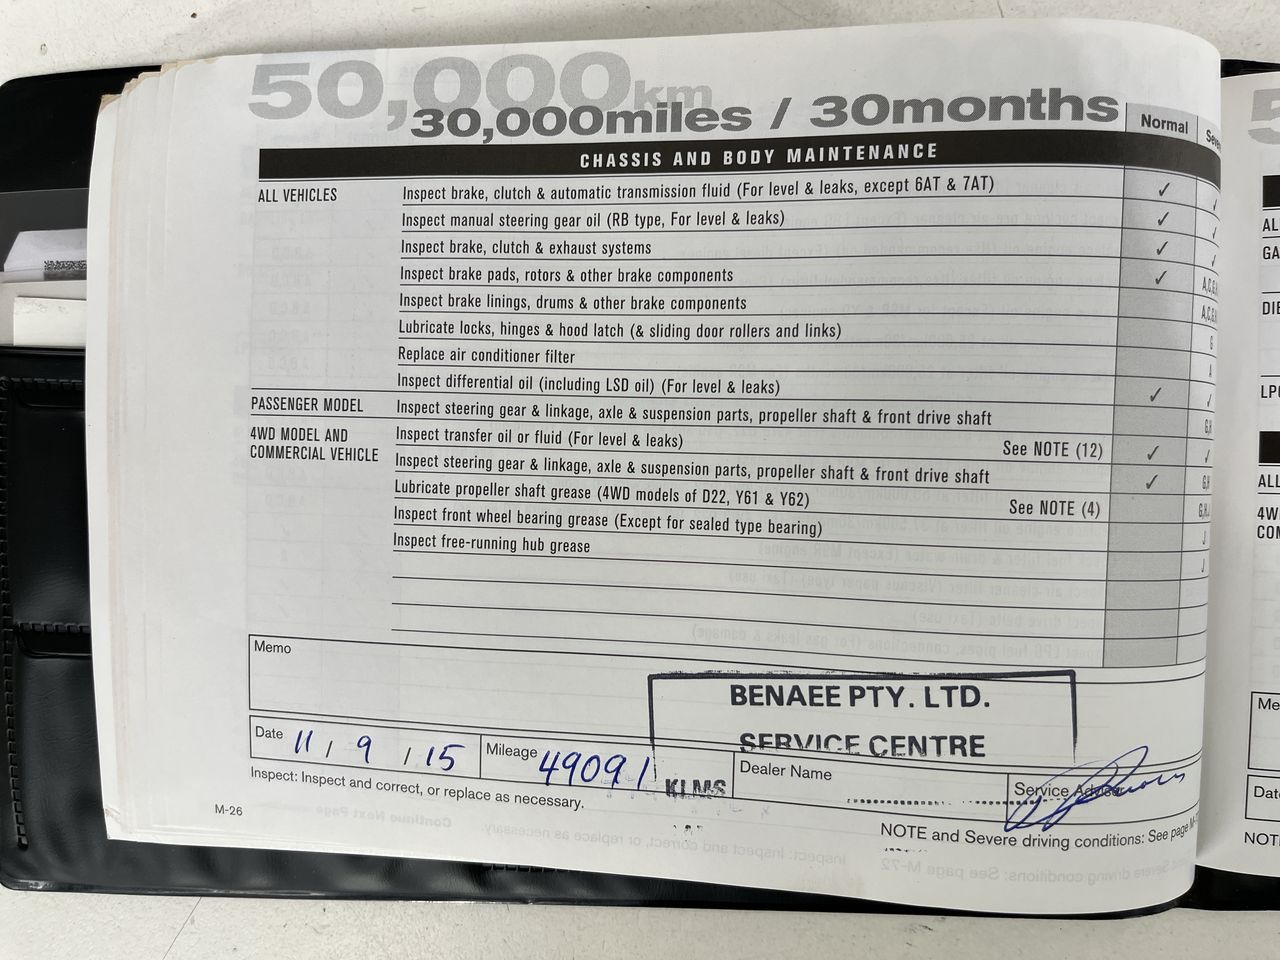 50,000km
30,000miles / 30months
Normal
CHASSIS AND BODY MAINTENANCE
ALL VEHICLES
Inspect brake, clutch & automatic transmission fluid (For level & leaks, except 6AT & 7AT) ✓ ✓
Inspect manual steering gear oil (RB type, For level & leaks) ✓ ✓
Inspect brake, clutch & exhaust systems ✓ ✓
Inspect brake pads, rotors & other brake components ✓ A,C,G,
Inspect brake linings, drums & other brake components A,C,G,
Lubricate locks, hinges & hood latch (& sliding door rollers and links) G
Replace air conditioner filter A
Inspect differential oil (including LSD oil) (For level & leaks) ✓ ✓
PASSENGER MODEL
Inspect steering gear & linkage, axle & suspension parts, propeller shaft & front drive shaft G,H
4WD MODEL AND
COMMERCIAL VEHICLE
Inspect transfer oil or fluid (For level & leaks) See NOTE (12) ✓ ✓
Inspect steering gear & linkage, axle & suspension parts, propeller shaft & front drive shaft ✓ G,H
Lubricate propeller shaft grease (4WD models of D22, Y61 & Y62) See NOTE (4) G,H,
Inspect front wheel bearing grease (Except for sealed type bearing) J
Inspect free-running hub grease J
Memo
BENAEE PTY. LTD.
SERVICE CENTRE
KLMS
Date 11 / 9 / 15
Mileage 49091
Dealer Name
Service Advisor
Inspect: Inspect and correct, or replace as necessary.
NOTE and Severe driving conditions: See page
M-26